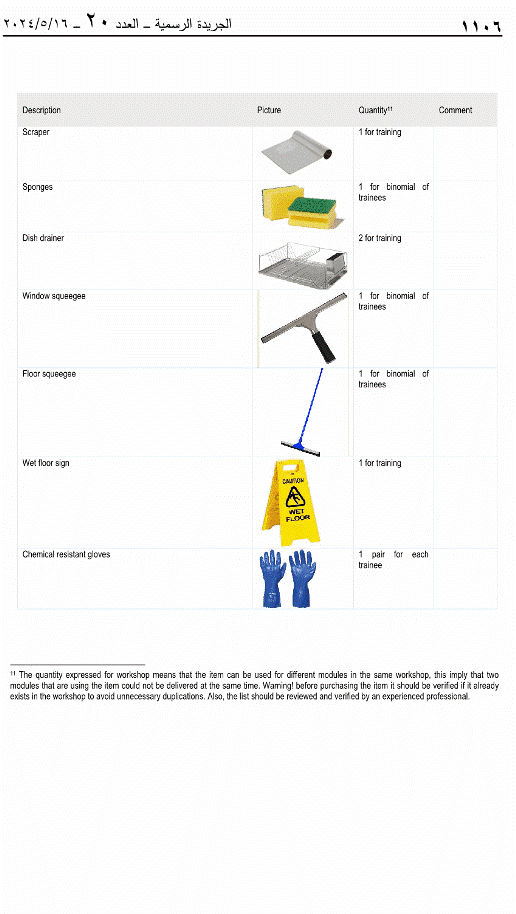 ١١٠٦
الجريدة الرسمية ــ العدد ٢٠ ــ ٢٠٢٤/٥/١٦
Description Picture Quantity†† Comment
Scraper 1 for training
Sponges 1 for binomial of
trainees
Dish drainer 2 for training
Window squeegee 1 for binomial of
trainees
Floor squeegee 1 for binomial of
trainees
Wet floor sign 1 for training
CAUTION
WET
FLOOR
Chemical resistant gloves 1 pair for each
trainee
†† The quantity expressed for workshop means that the item can be used for different modules in the same workshop, this imply that two
modules that are using the item could not be delivered at the same time. Warning! before purchasing the item it should be verified if it already
exists in the workshop to avoid unnecessary duplications. Also, the list should be reviewed and verified by an experienced professional.